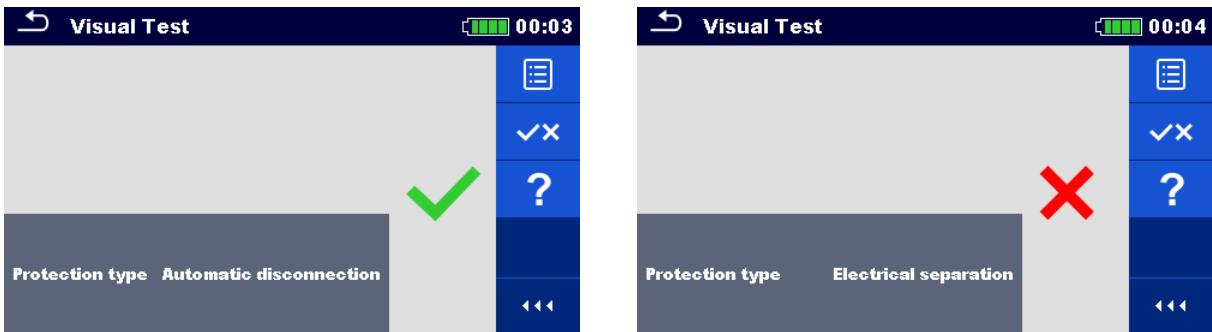 Visual Test 00:03
?
Protection type Automatic disconnection
Visual Test 00:04
?
Protection type Electrical separation